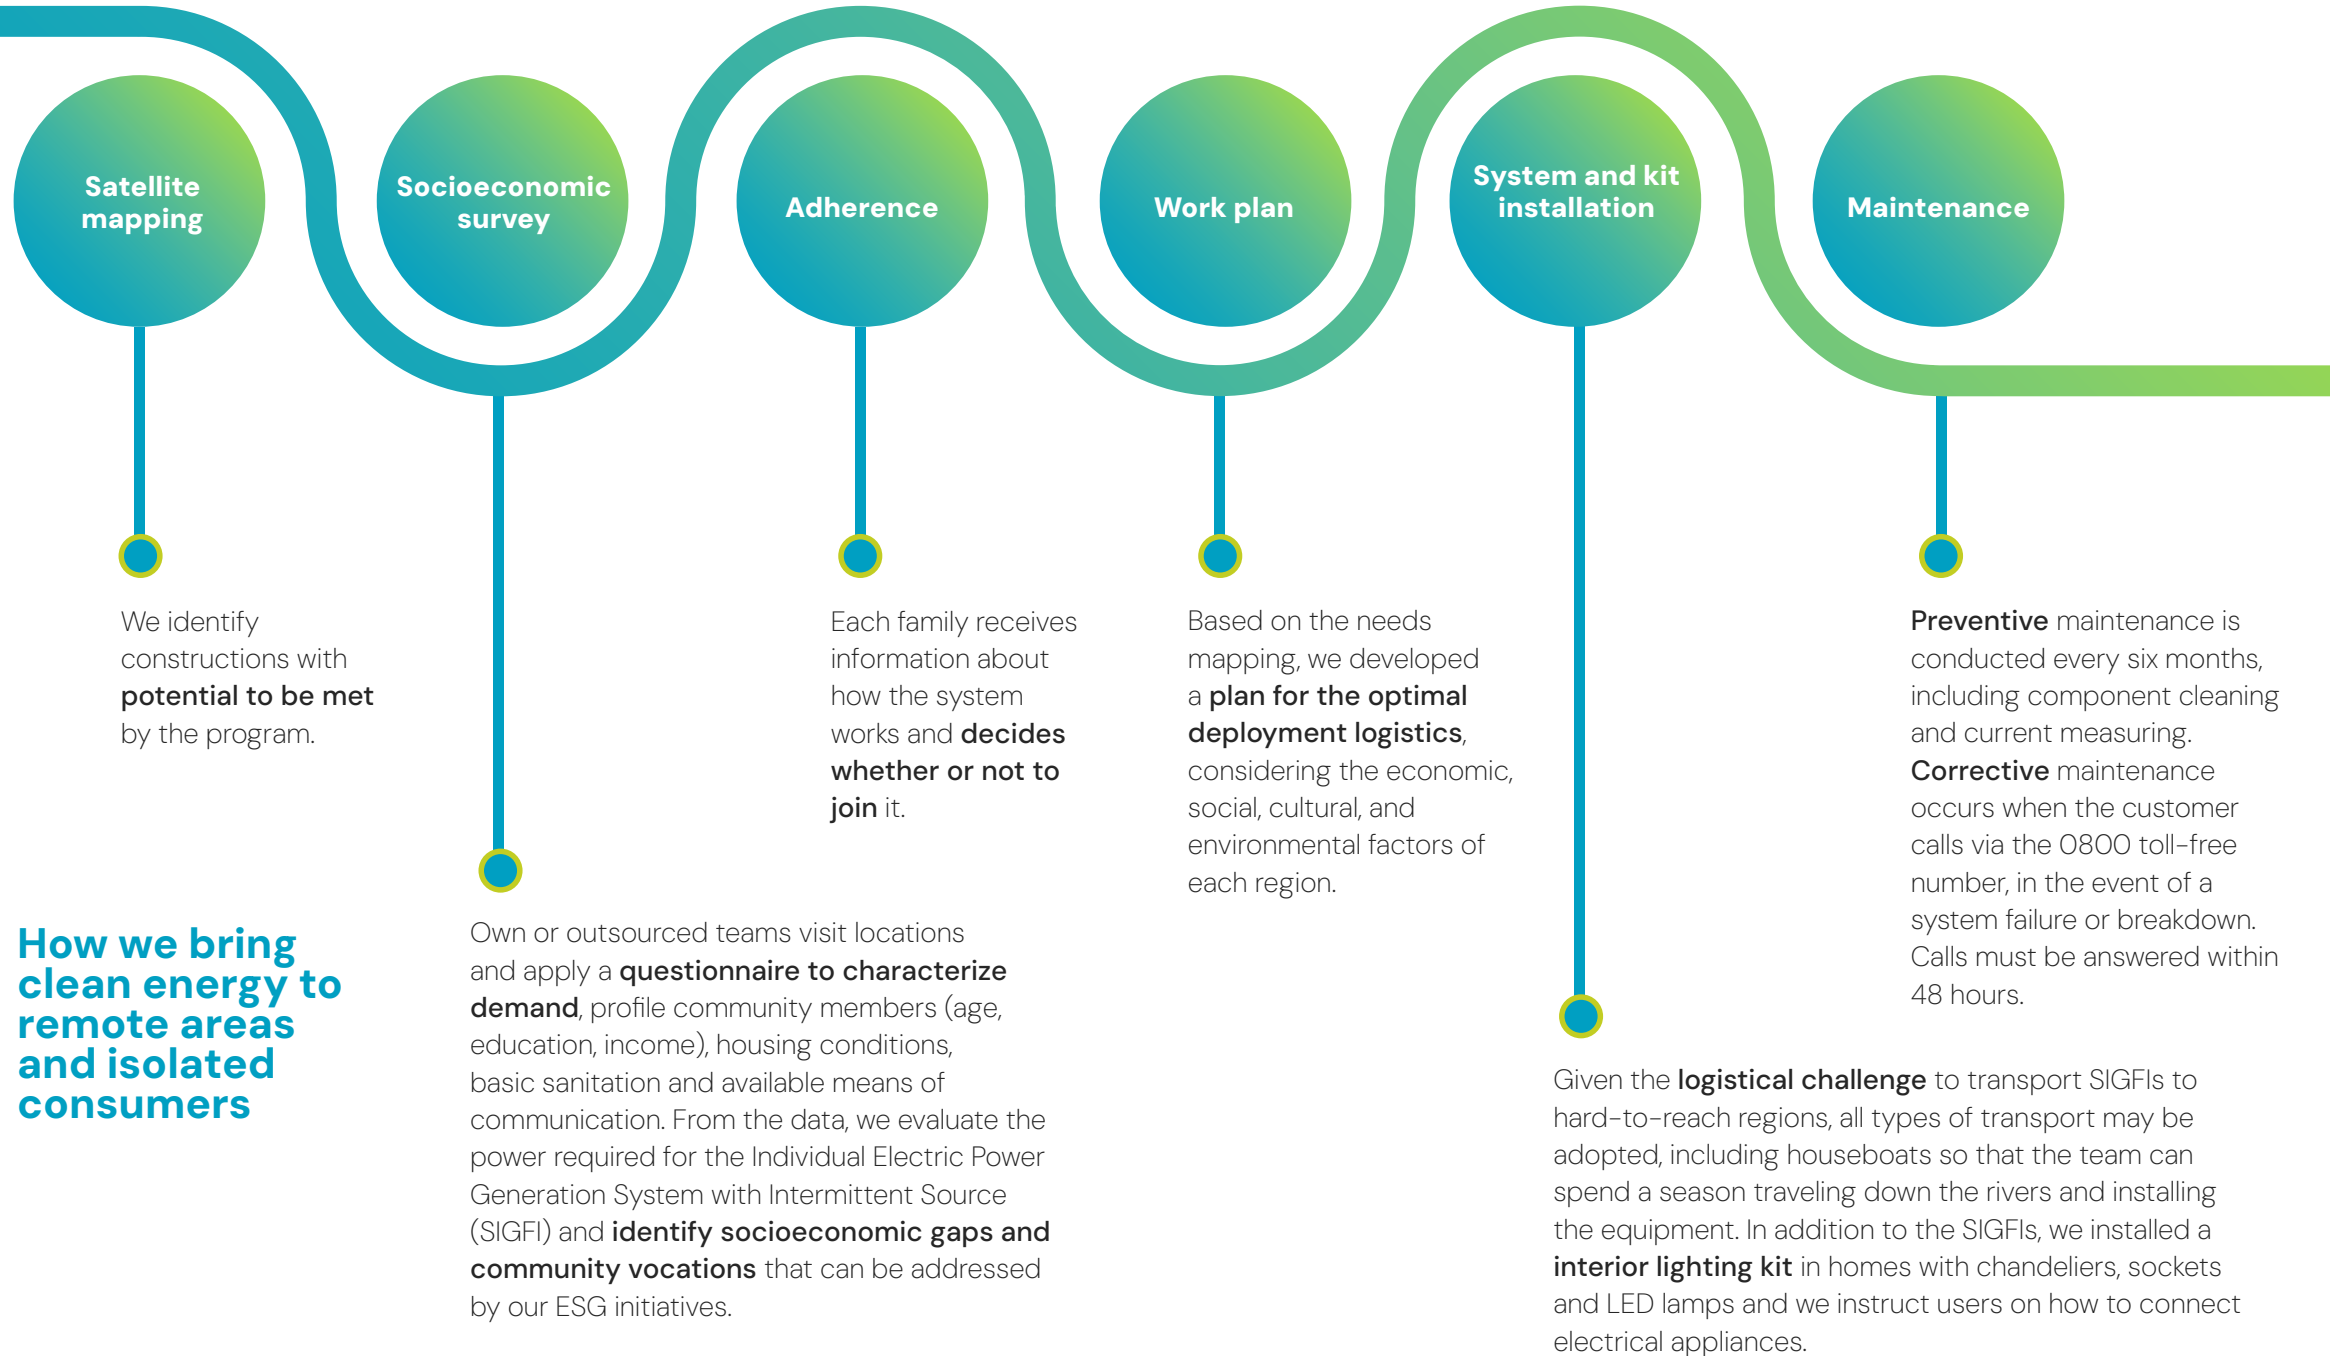 Satellite
mapping
Socioeconomic
survey
Adherence
Work plan
System and kit
installation
Maintenance
We identify
constructions with
potential to be met
by the program.
Each family receives
information about
how the system
works and decides
whether or not to
join it.
Based on the needs
mapping, we developed
a plan for the optimal
deployment logistics,
considering the economic,
social, cultural, and
environmental factors of
each region.
Preventive maintenance is
conducted every six months,
including component cleaning
and current measuring.
Corrective maintenance
occurs when the customer
calls via the 0800 toll-free
number, in the event of a
system failure or breakdown.
Calls must be answered within
48 hours.
How we bring
clean energy to
remote areas
and isolated
consumers
Own or outsourced teams visit locations
and apply a questionnaire to characterize
demand, profile community members (age,
education, income), housing conditions,
basic sanitation and available means of
communication. From the data, we evaluate the
power required for the Individual Electric Power
Generation System with Intermittent Source
(SIGFI) and identify socioeconomic gaps and
community vocations that can be addressed
by our ESG initiatives.
Given the logistical challenge to transport SIGFIs to
hard-to-reach regions, all types of transport may be
adopted, including houseboats so that the team can
spend a season traveling down the rivers and installing
the equipment. In addition to the SIGFIs, we installed a
interior lighting kit in homes with chandeliers, sockets
and LED lamps and we instruct users on how to connect
electrical appliances.